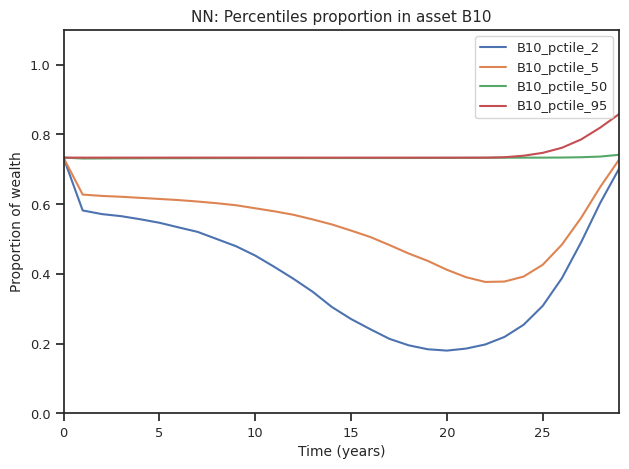 NN: Percentiles proportion in asset B10
B10_pctile_2
B10_pctile_5
B10_pctile_50
B10_pctile_95
Proportion of wealth
1.0
0.8
0.6
0.4
0.2
0.0
0 5 10 15 20 25
Time (years)